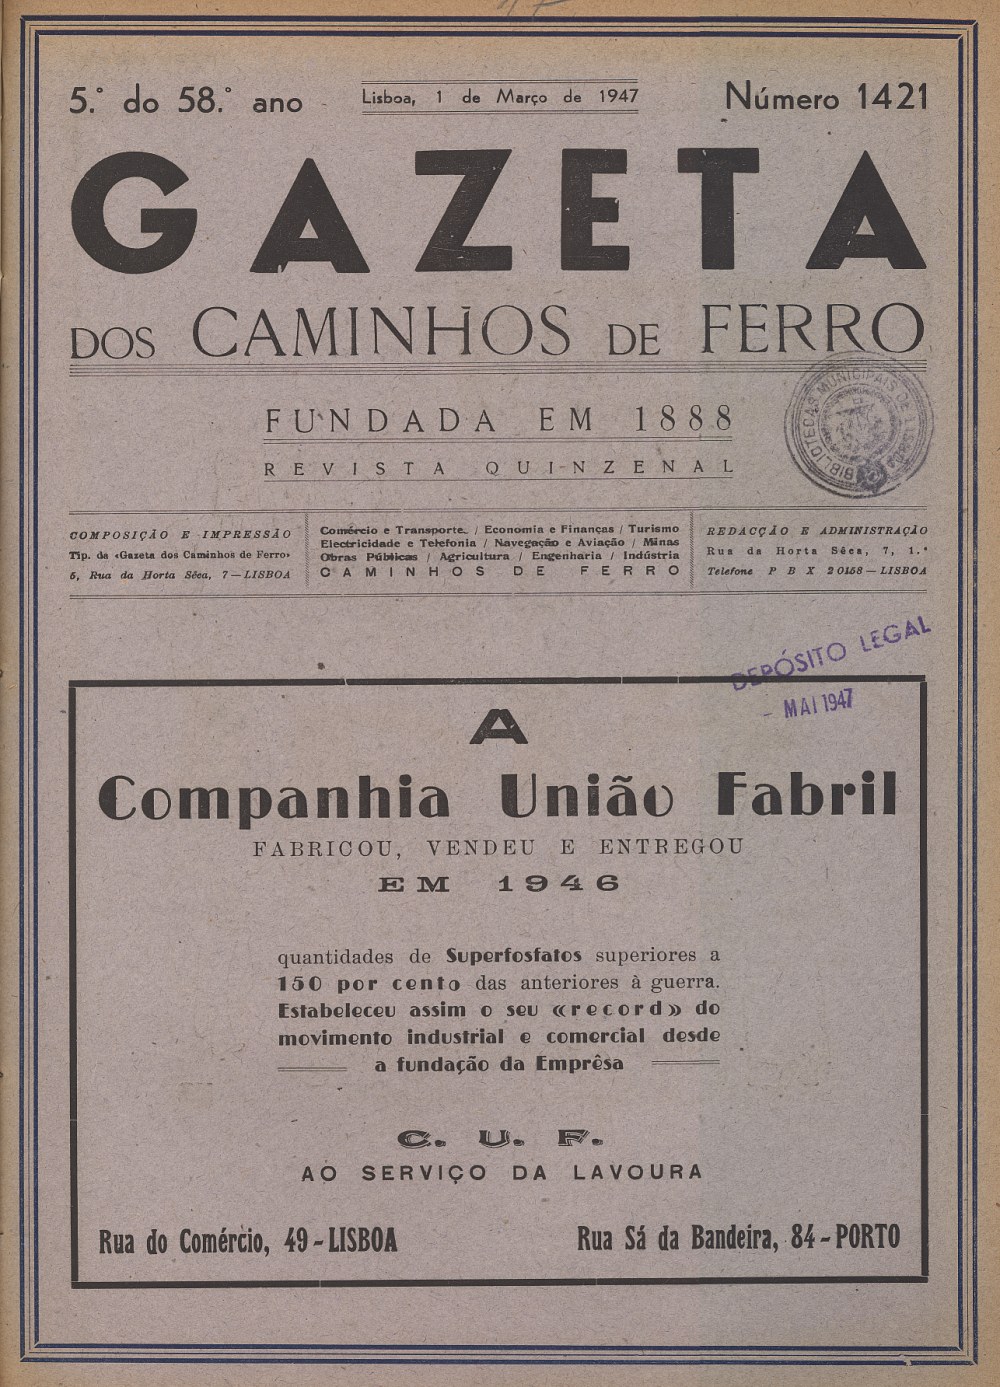 5.º do 58.º ano
Lisboa, 1 de Março de 1947
Número 1421
GAZETA
DOS CAMINHOS DE FERRO
FUNDADA EM 1888
REVISTA QUINZENAL
BIBLIOTECAS MUNICIPAIS DE LISBOA
COMPOSIÇÃO E IMPRESSÃO
Tip. da «Gazeta dos Caminhos de Ferro»
5, Rua da Horta Sêca, 7 — LISBOA
Comércio e Transportes / Economia e Finanças / Turismo
Electricidade e Telefonia / Navegação e Aviação / Minas
Obras Públicas / Agricultura / Engenharia / Indústria
CAMINHOS DE FERRO
REDACÇÃO E ADMINISTRAÇÃO
Rua da Horta Sêca, 7, 1.º
Telefone P B X 20158 — LISBOA
DEPÓSITO LEGAL
MAI 1947
A
Companhia União Fabril
FABRICOU, VENDEU E ENTREGOU
EM 1946
quantidades de Superfosfatos superiores a
150 por cento das anteriores à guerra.
Estabeleceu assim o seu «record» do
movimento industrial e comercial desde
a fundação da Emprêsa
C. U. F.
AO SERVIÇO DA LAVOURA
Rua do Comércio, 49 - LISBOA
Rua Sá da Bandeira, 84 - PORTO